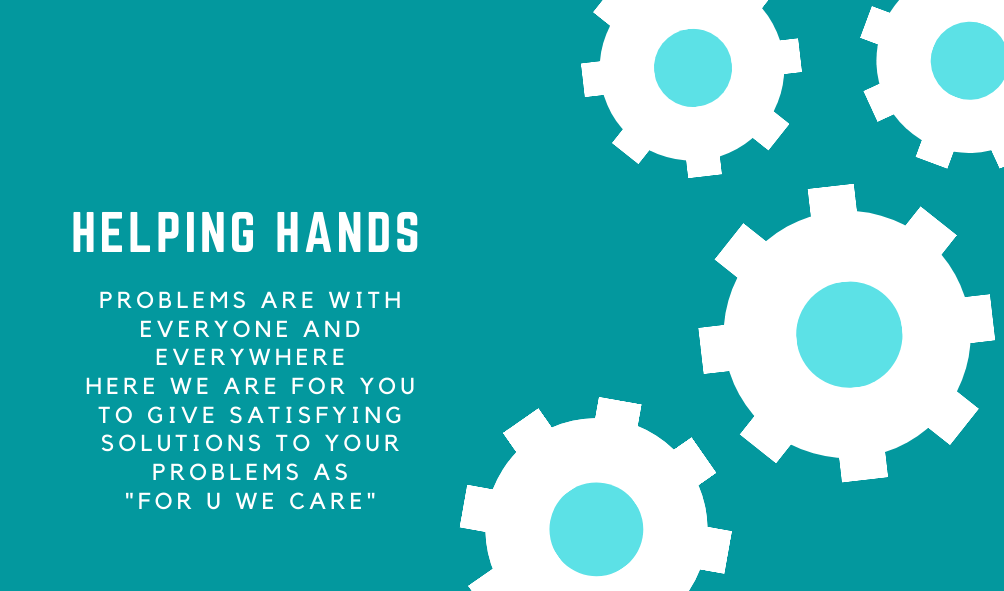 HELPING HANDS
PROBLEMS ARE WITH
EVERYONE AND
EVERYWHERE
HERE WE ARE FOR YOU
TO GIVE SATISFYING
SOLUTIONS TO YOUR
PROBLEMS AS
"FOR U WE CARE"